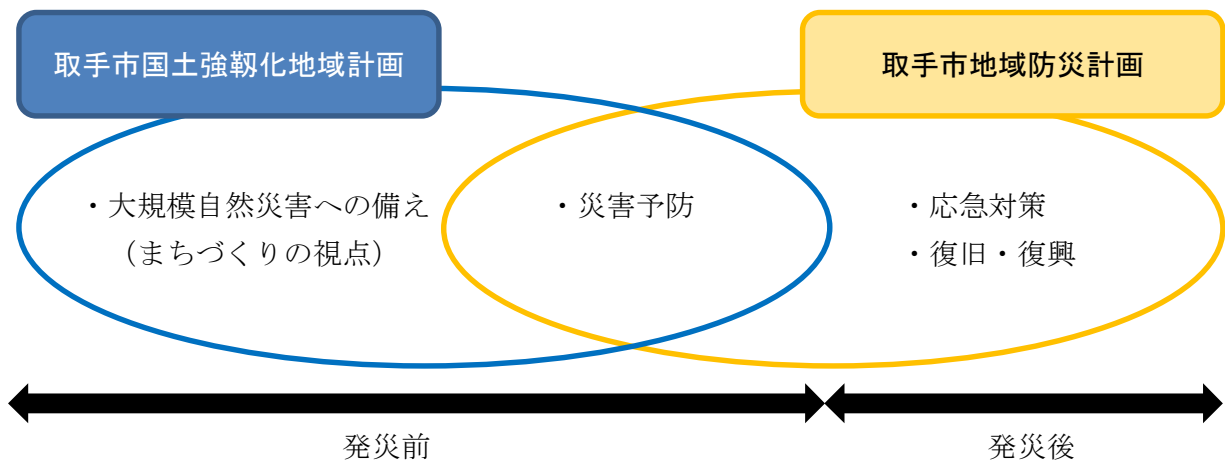 取手市国土強靱化地域計画
取手市地域防災計画
・大規模自然災害への備え
（まちづくりの視点）
・災害予防
・応急対策
・復旧・復興
発災前
発災後